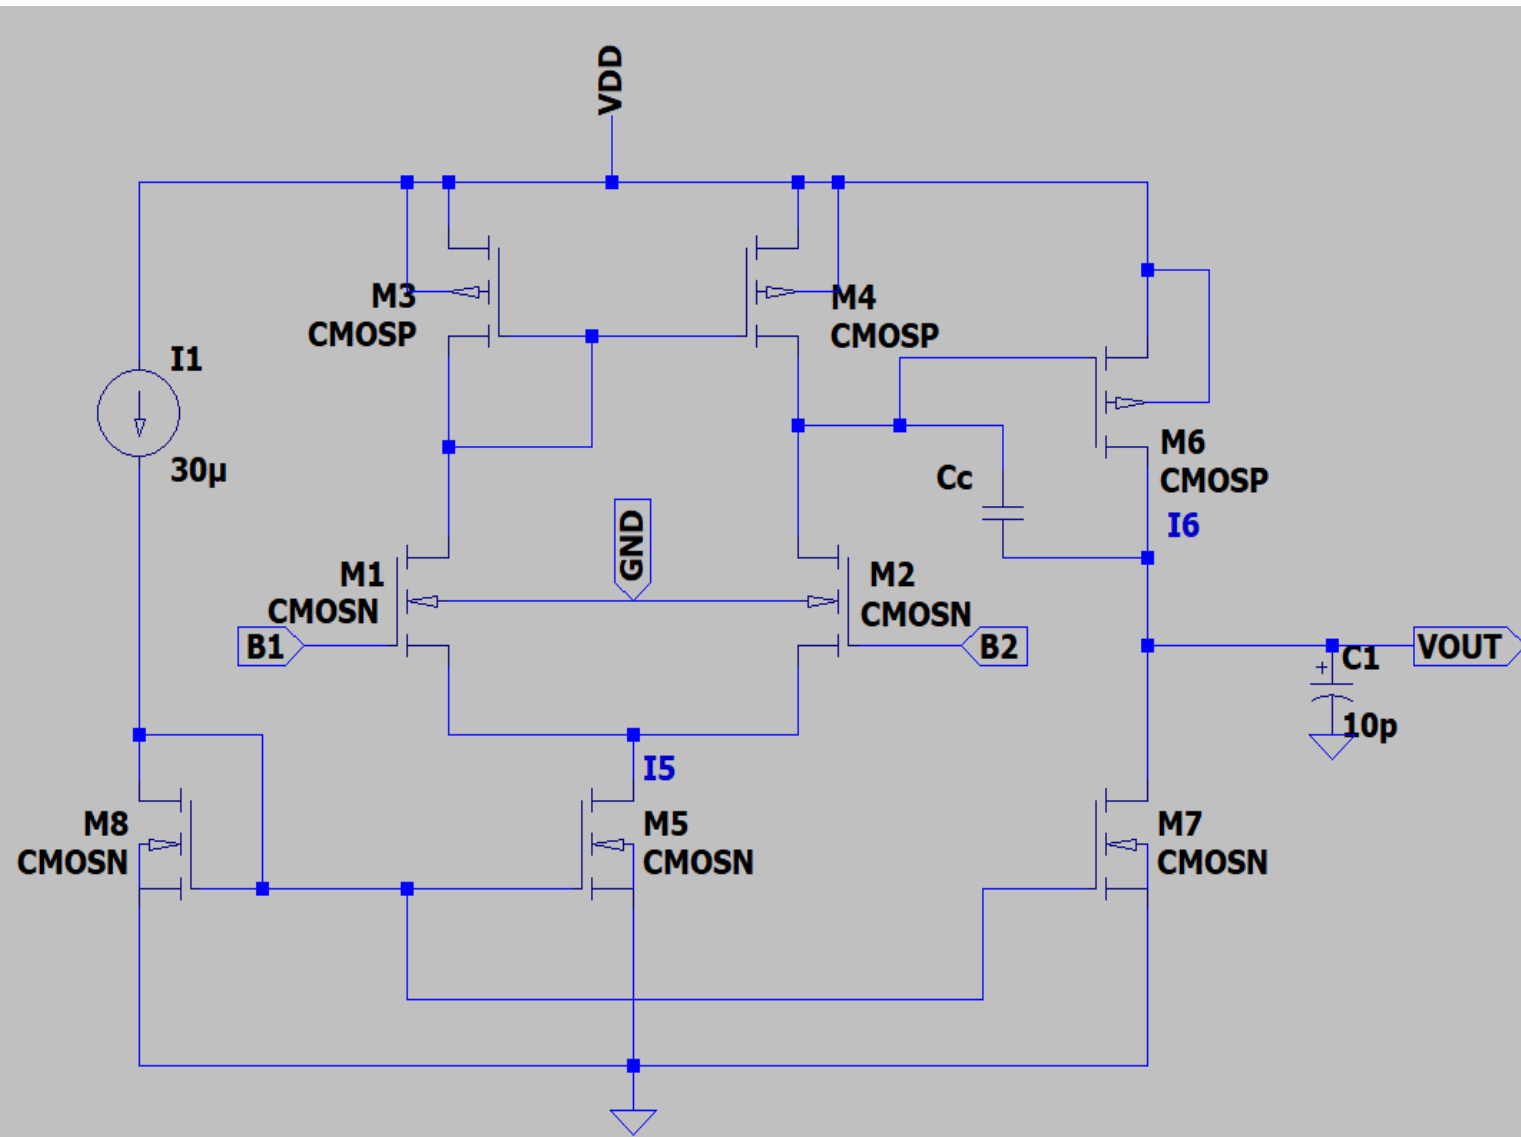 VDD
M3
CMOSP
M4
CMOSP
I1
30µ
M6
CMOSP
I6
Cc
GND
M1
CMOSN
M2
CMOSN
B1
B2
VOUT
C1
+
10p
I5
M8
CMOSN
M5
CMOSN
M7
CMOSN